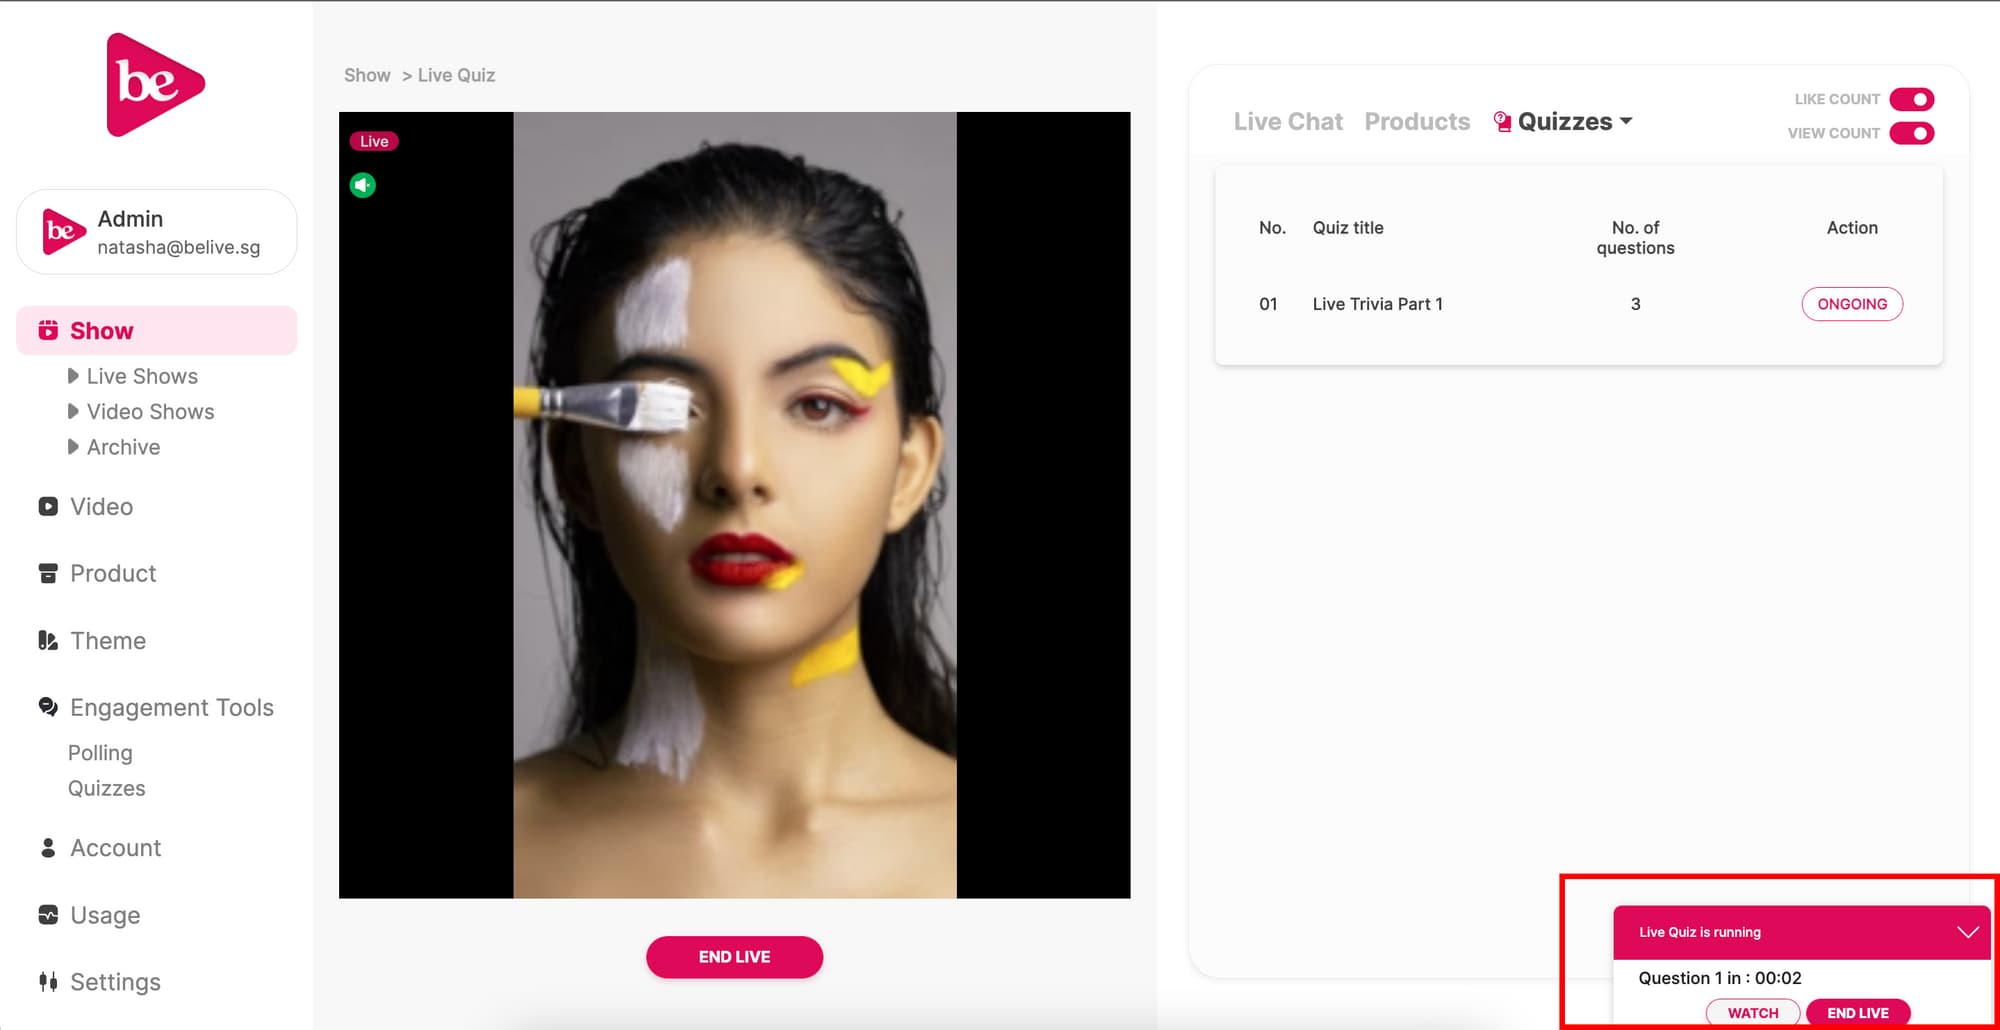 be
be
Admin
natasha@belive.sg
Show
Live Shows
Video Shows
Archive
Video
Product
Theme
Engagement Tools
Polling
Quizzes
Account
Usage
Settings
Show > Live Quiz
Live
END LIVE
Live Chat Products Quizzes
LIKE COUNT
VIEW COUNT
No. Quiz title No. of questions Action
01 Live Trivia Part 1 3 ONGOING
Live Quiz is running
Question 1 in : 00:02
WATCH END LIVE